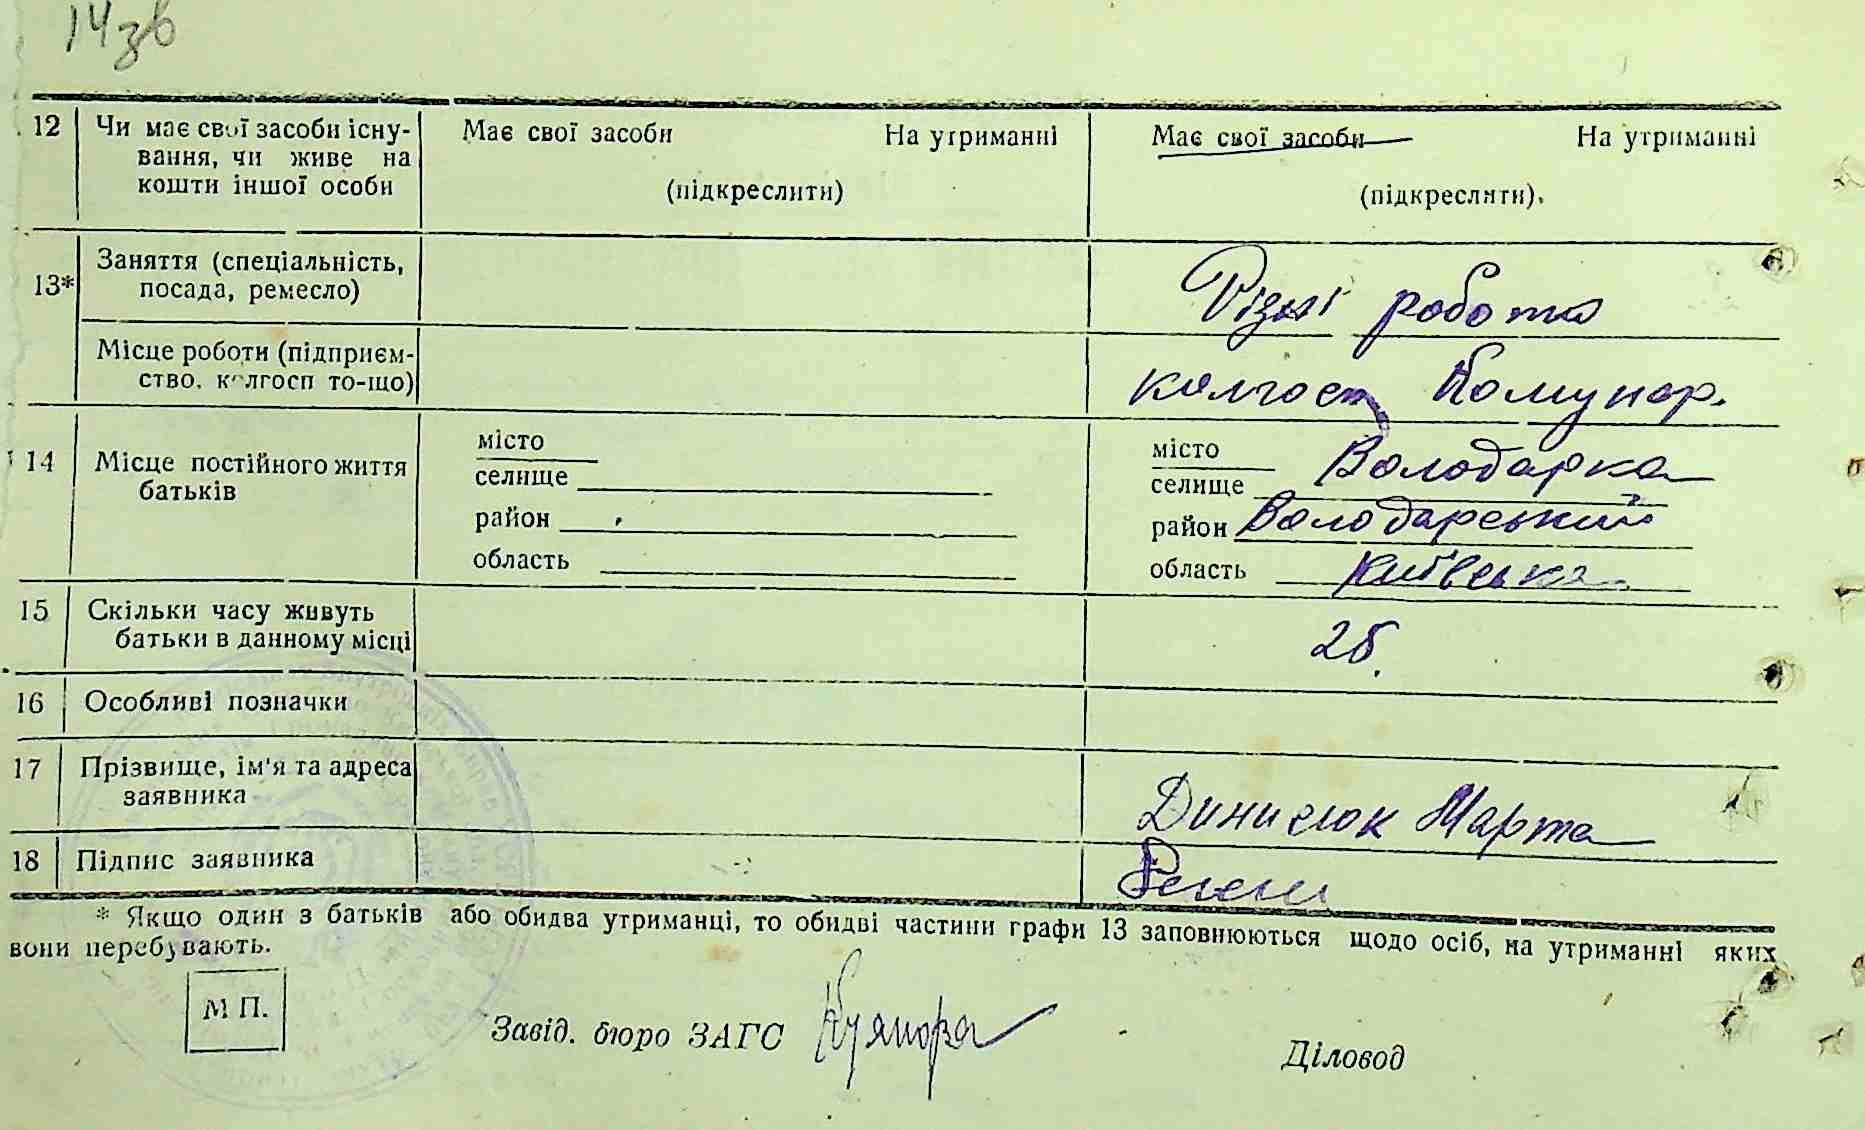 14зв
12 Чи має свої засоби існу- Має свої засоби На утриманні Має свої засоби На утриманні
вання, чи живе на
кошти іншої особи (підкреслити) (підкреслити).
13* Заняття (спеціальність, Різні робота
посада, ремесло)
Місце роботи (підприєм- колгосп Комунар.
ство, колгосп то-що)
14 Місце постійного життя місто місто Володарка
батьків селище селище
район район Володарський
область область Київська
15 Скільки часу живуть 25.
батьки в данному місці
16 Особливі позначки
17 Прізвище, ім'я та адреса
заявника Динисюк Марта
18 Підпис заявника
* Якщо один з батьків або обидва утриманці, то обидві частини графи 13 заповнюються щодо осіб, на утриманні яких
вони перебувають.
М П.
Завід. бюро ЗАГС
Діловод